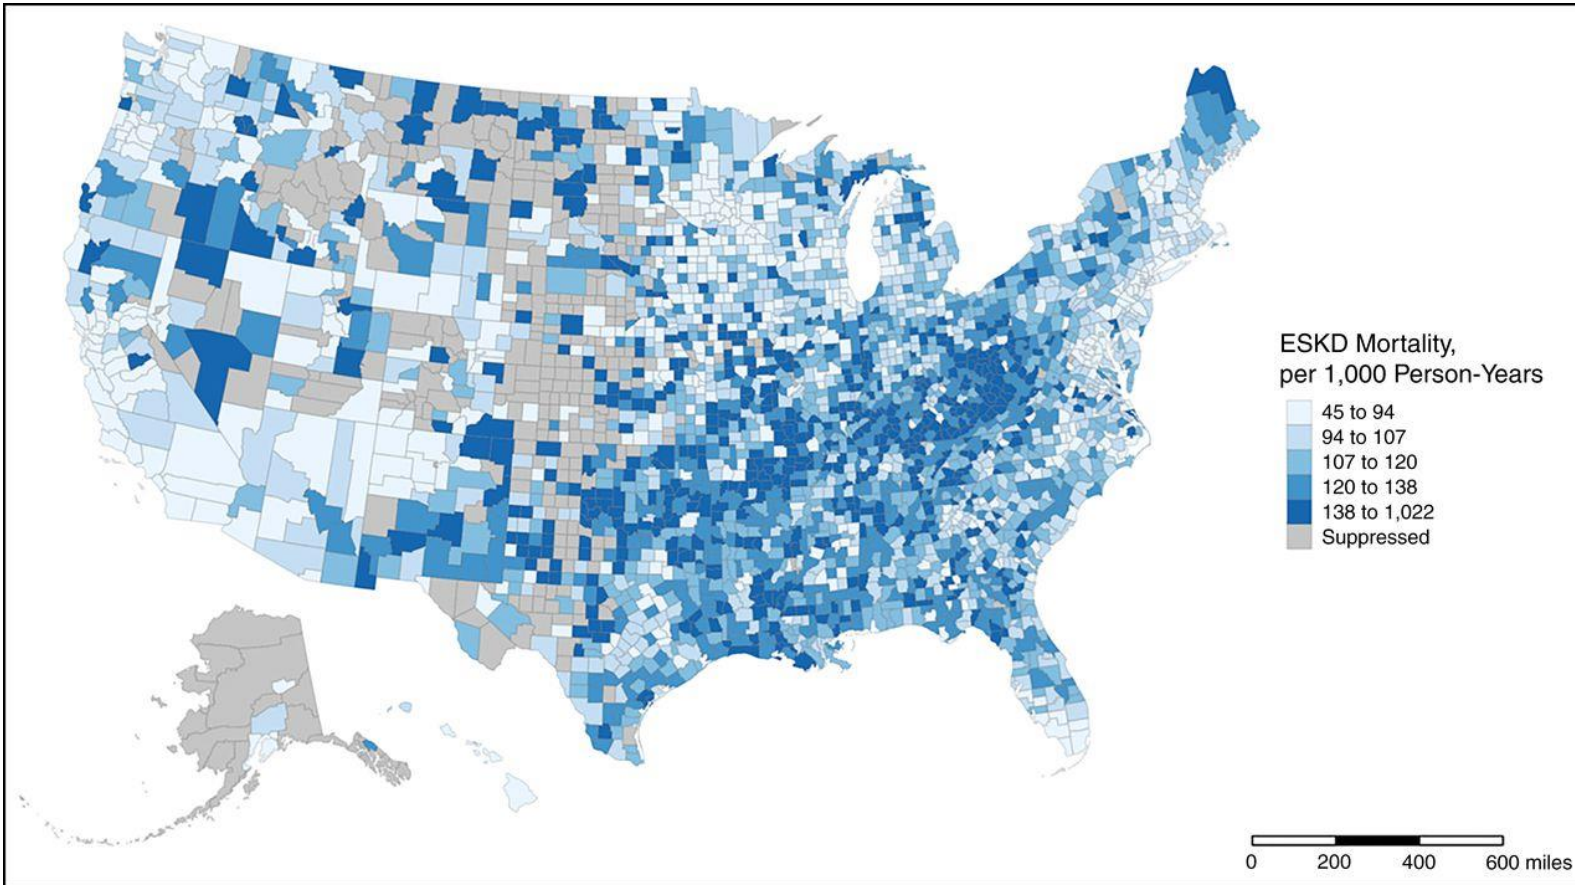 ESKD Mortality,
per 1,000 Person-Years
45 to 94
94 to 107
107 to 120
120 to 138
138 to 1,022
Suppressed
0 200 400 600 miles